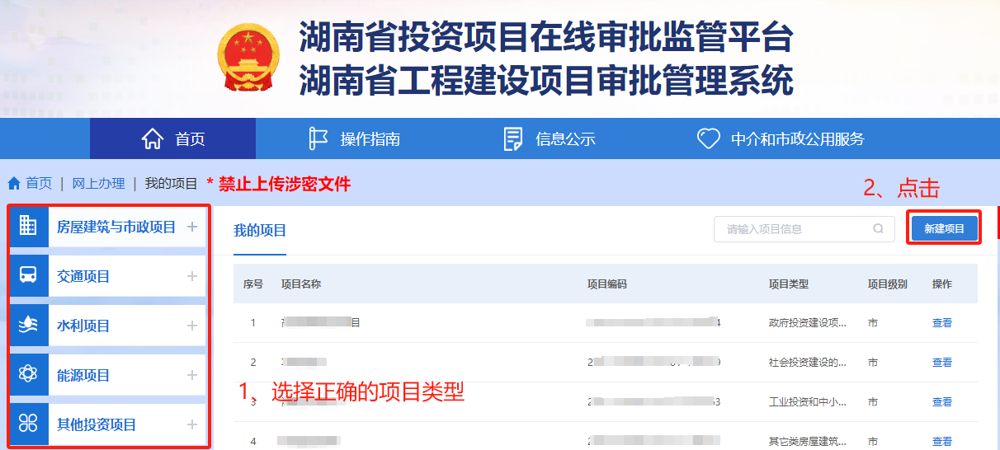 湖南省投资项目在线审批监管平台
湖南省工程建设项目审批管理系统
首页 操作指南 信息公示 中介和市政公用服务
首页 | 网上办理 | 我的项目 * 禁止上传涉密文件
2、点击
房屋建筑与市政项目 +
交通项目 +
水利项目 +
能源项目 +
其他投资项目 +
我的项目 请输入项目信息 新建项目
序号 项目名称 项目编码 项目类型 项目级别 操作
1 目 4 政府投资建设项... 市 查看
2 2 9 社会投资建设的... 市 查看
1、选择正确的项目类型
3 2 53 工业投资和中小... 市 查看
4 2 其它类房屋建筑... 市 查看